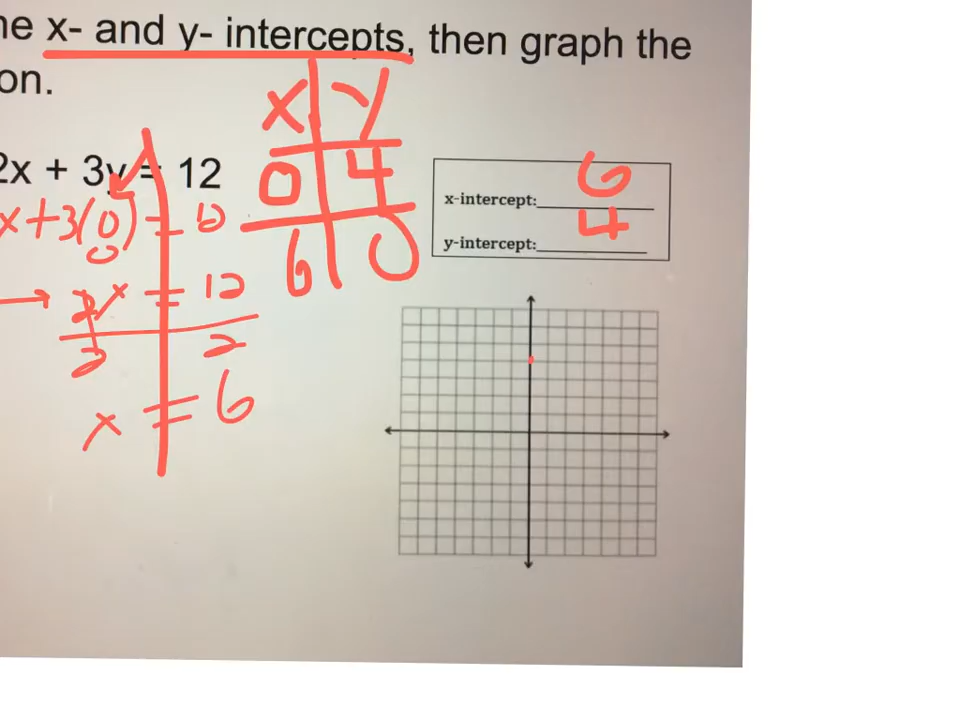 ne x- and y- intercepts, then graph the
on.
x y
2x + 3y = 12
0 4
x-intercept: 6
x+3(0) = 12
0
y-intercept: 4
6 0
2x = 12
2 2
x = 6